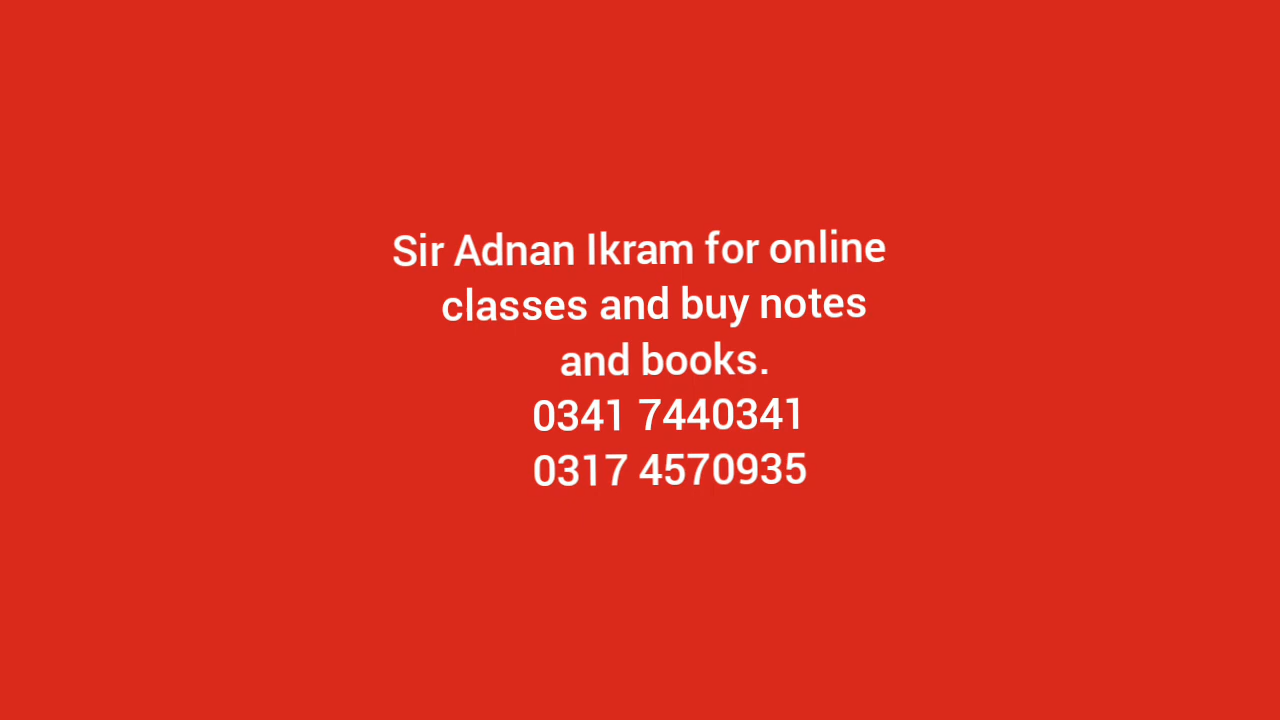 Sir Adnan Ikram for online
classes and buy notes
and books.
0341 7440341
0317 4570935